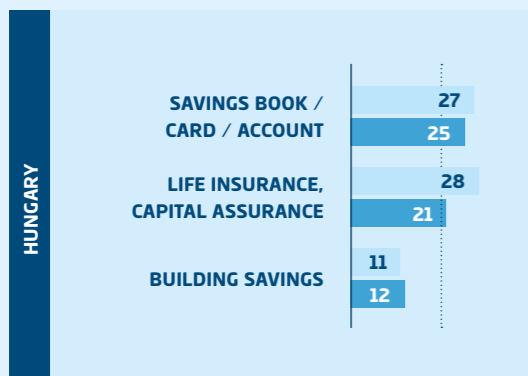 HUNGARY
SAVINGS BOOK /
CARD / ACCOUNT
27
25
LIFE INSURANCE,
CAPITAL ASSURANCE
28
21
BUILDING SAVINGS
11
12